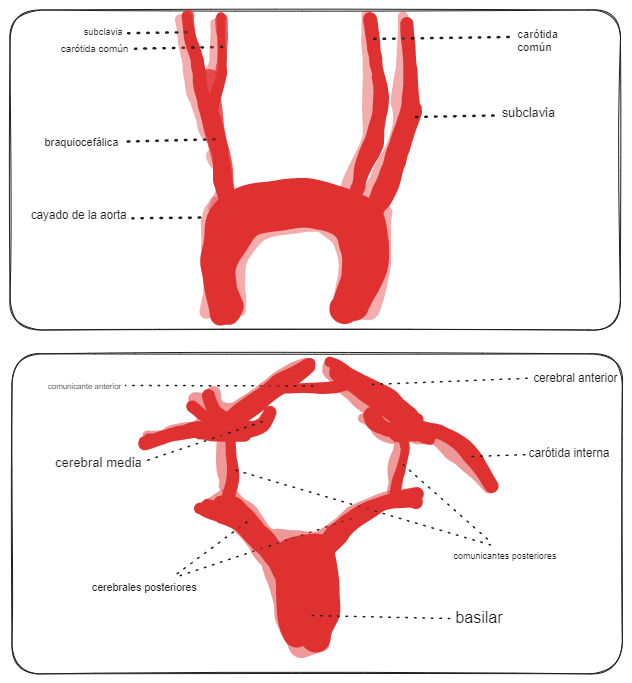 subclavia
carótida común
carótida
común
subclavia
braquiocefálica
cayado de la aorta
cerebral anterior
comunicante anterior
carótida interna
cerebral media
comunicantes posteriores
cerebrales posteriores
basilar